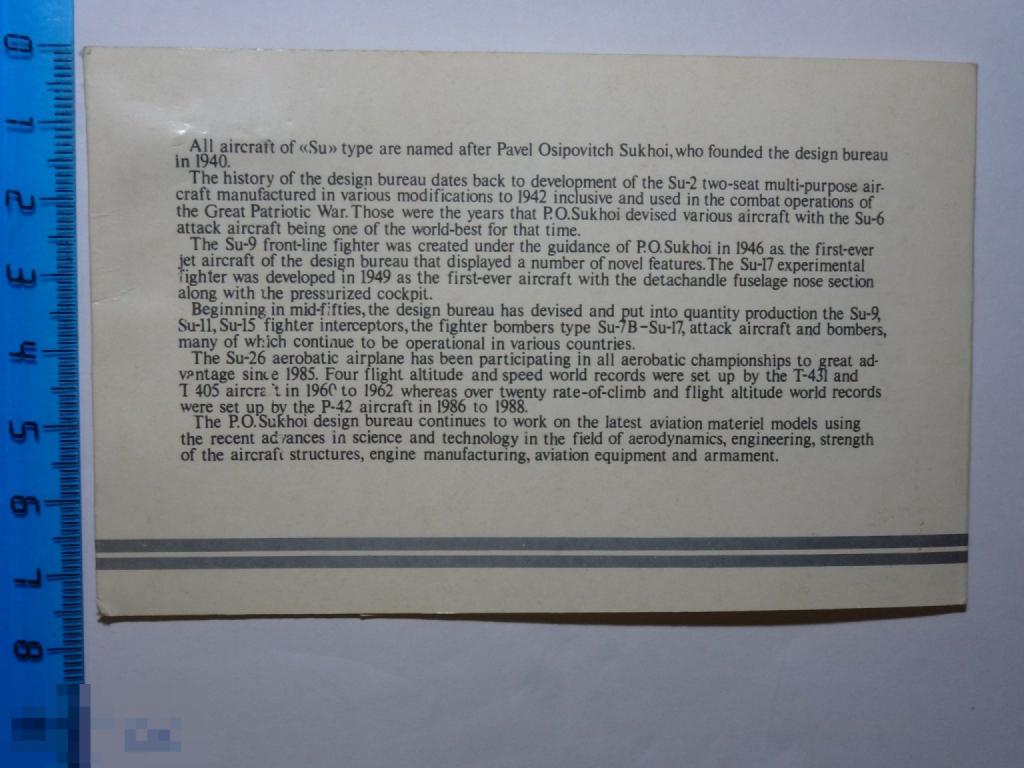 All aircraft of «Su» type are named after Pavel Osipovitch Sukhoi, who founded the design bureau
in 1940.
The history of the design bureau dates back to development of the Su-2 two-seat multi-purpose air-
craft manufactured in various modifications to 1942 inclusive and used in the combat operations of
the Great Patriotic War. Those were the years that P.O.Sukhoi devised various aircraft with the Su-6
attack aircraft being one of the world-best for that time.
The Su-9 front-line fighter was created under the guidance of P.O.Sukhoi in 1946 as the first-ever
jet aircraft of the design bureau that displayed a number of novel features. The Su-17 experimental
fighter was developed in 1949 as the first-ever aircraft with the detachandle fuselage nose section
along with the pressurized cockpit.
Beginning in mid-fifties, the design bureau has devised and put into quantity production the Su-9,
Su-11, Su-15 fighter interceptors, the fighter bombers type Su-7B–Su-17, attack aircraft and bombers,
many of which continue to be operational in various countries.
The Su-26 aerobatic airplane has been participating in all aerobatic championships to great ad-
vantage since 1985. Four flight altitude and speed world records were set up by the T-431 and
T 405 aircraft in 1960 to 1962 whereas over twenty rate-of-climb and flight altitude world records
were set up by the P-42 aircraft in 1986 to 1988.
The P.O.Sukhoi design bureau continues to work on the latest aviation materiel models using
the recent advances in science and technology in the field of aerodynamics, engineering, strength
of the aircraft structures, engine manufacturing, aviation equipment and armament.
0
1
2
3
4
5
6
7
8